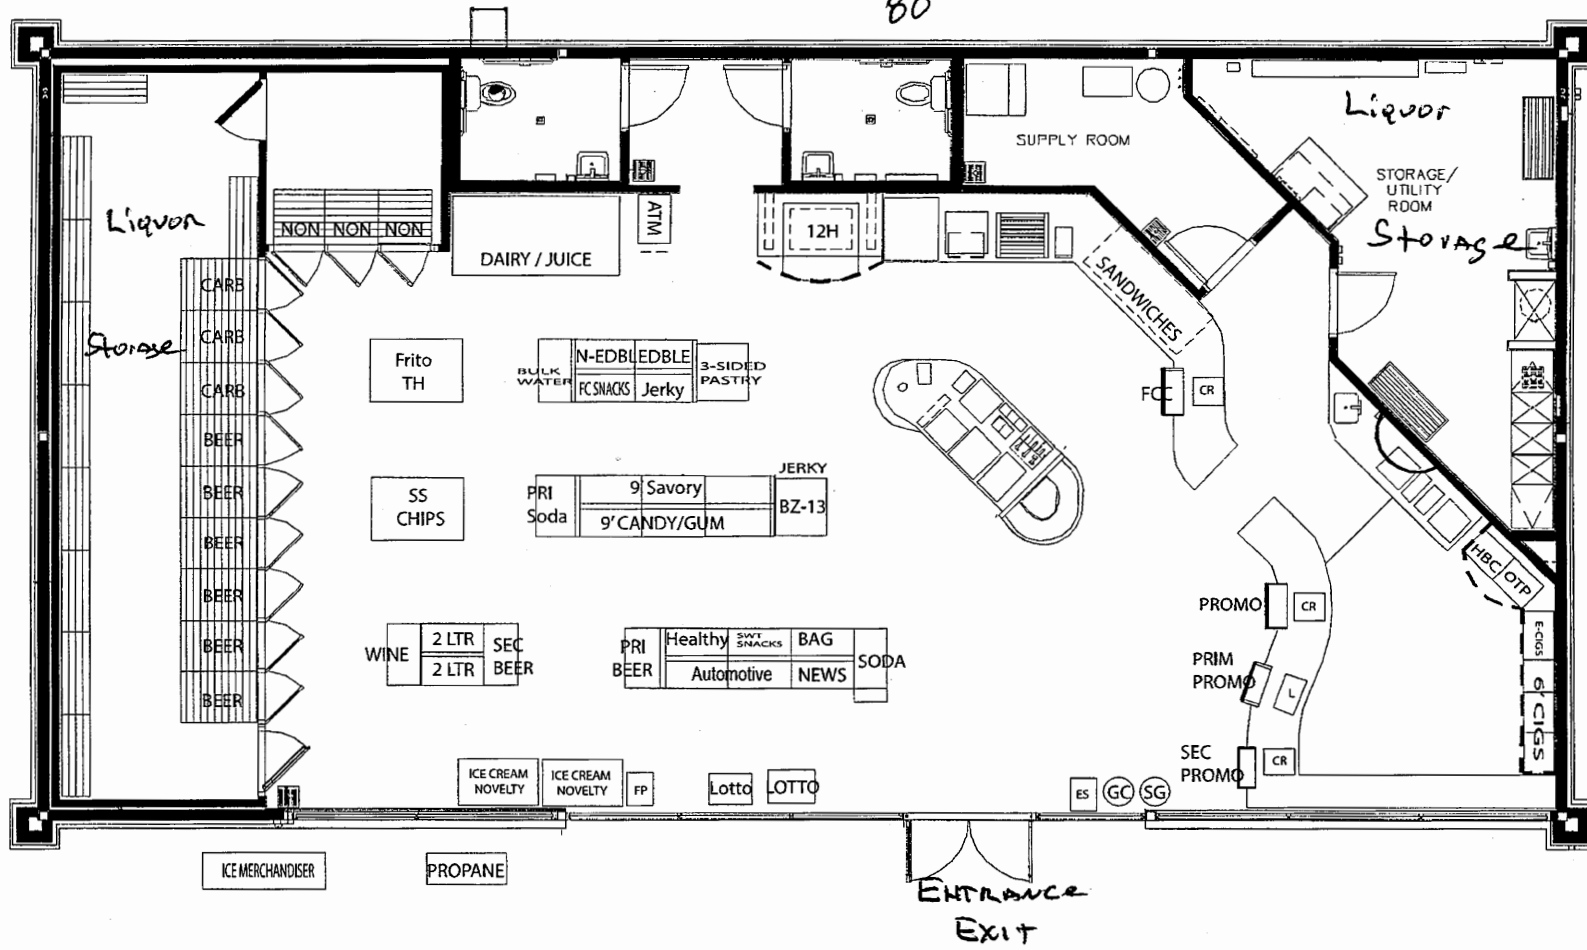 80
Liquor
SUPPLY ROOM
STORAGE/
UTILITY
ROOM
Storage
Liquor
Storage
NON NON NON
DAIRY / JUICE
ATM
12H
SANDWICHES
CARB
CARB
CARB
BEER
BEER
BEER
BEER
BEER
BEER
Frito
TH
BULK
WATER
N-EDBL EDBLE
FC SNACKS Jerky
3-SIDED
PASTRY
FCC
CR
SS
CHIPS
PRI
Soda
9' Savory
9' CANDY/GUM
JERKY
BZ-13
HBC OTP
WINE
2 LTR
2 LTR
SEC
BEER
PRI
BEER
Healthy
SWT
SNACKS
BAG
Automotive
NEWS
SODA
PROMO
CR
PRIM
PROMO
L
SEC
PROMO
CR
E-CIGS
6' CIGS
ICE CREAM
NOVELTY
ICE CREAM
NOVELTY
FP
Lotto
LOTTO
ES
GC
SG
ICE MERCHANDISER
PROPANE
ENTRANCE
EXIT